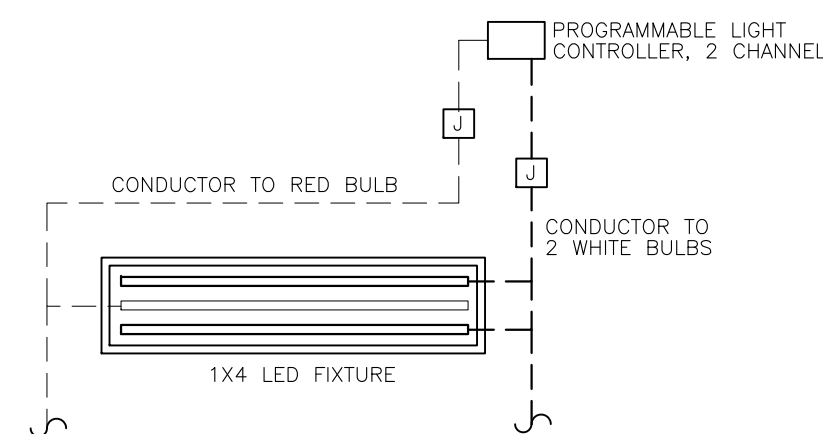 PROGRAMMABLE LIGHT
CONTROLLER, 2 CHANNEL
J
J
CONDUCTOR TO RED BULB
CONDUCTOR TO
2 WHITE BULBS
1X4 LED FIXTURE